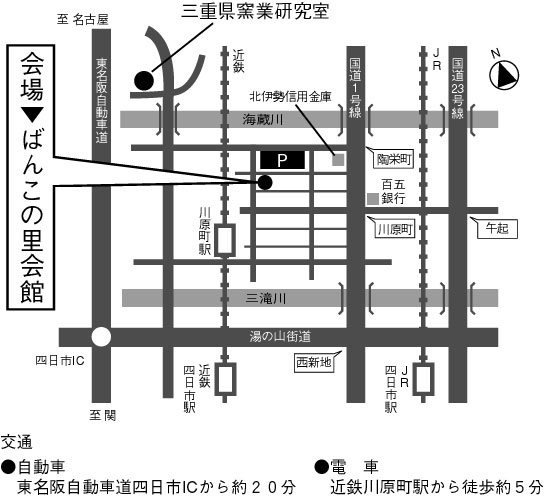 三重県窯業研究室
至 名古屋
近鉄
JR
N
会場▼ばんこの里会館
東名阪自動車道
国道1号線
国道23号線
北伊勢信用金庫
海蔵川
P
陶栄町
百五
銀行
川原町駅
川原町
午起
三滝川
湯の山街道
四日市IC
西新地
近鉄
四日市駅
JR
四日市駅
至 関
交通
●自動車
東名阪自動車道四日市ICから約20分
●電　車
近鉄川原町駅から徒歩約5分